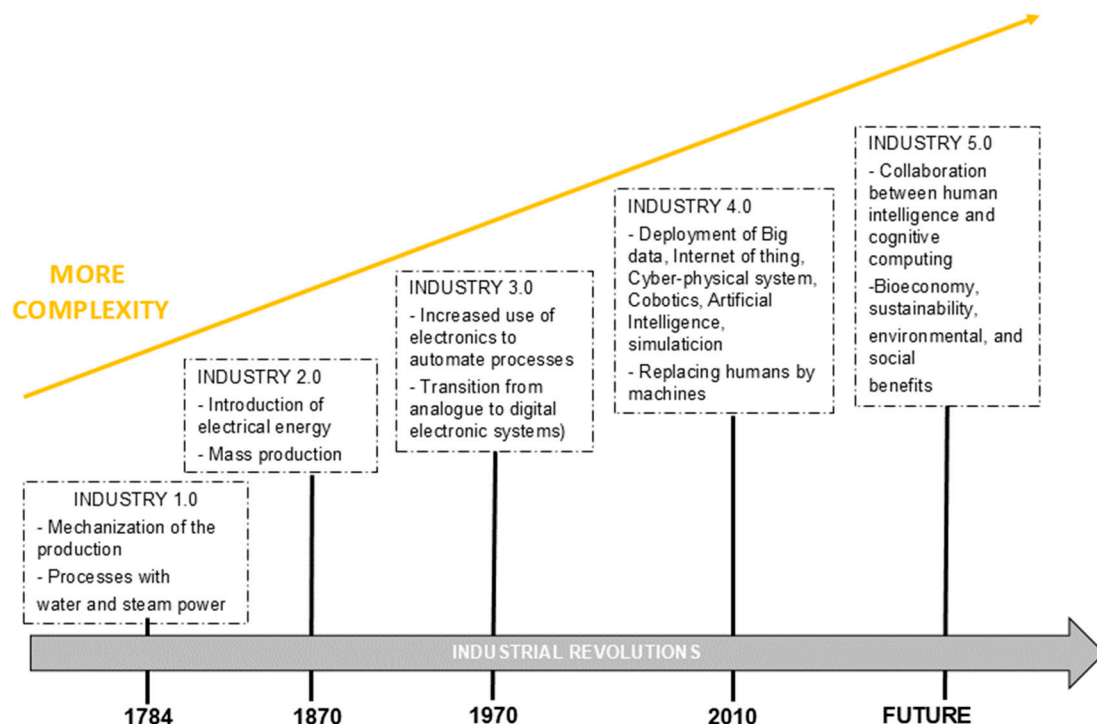 MORE
COMPLEXITY
INDUSTRY 1.0
- Mechanization of the
production
- Processes with
water and steam power
INDUSTRY 2.0
- Introduction of
electrical energy
- Mass production
INDUSTRY 3.0
- Increased use of
electronics to
automate processes
- Transition from
analogue to digital
electronic systems)
INDUSTRY 4.0
- Deployment of Big
data, Internet of thing,
Cyber-physical system,
Cobotics, Artificial
Intelligence,
simulaticion
- Replacing humans by
machines
INDUSTRY 5.0
- Collaboration
between human
intelligence and
cognitive
computing
-Bioeconomy,
sustainability,
environmental, and
social
benefits
INDUSTRIAL REVOLUTIONS
1784
1870
1970
2010
FUTURE